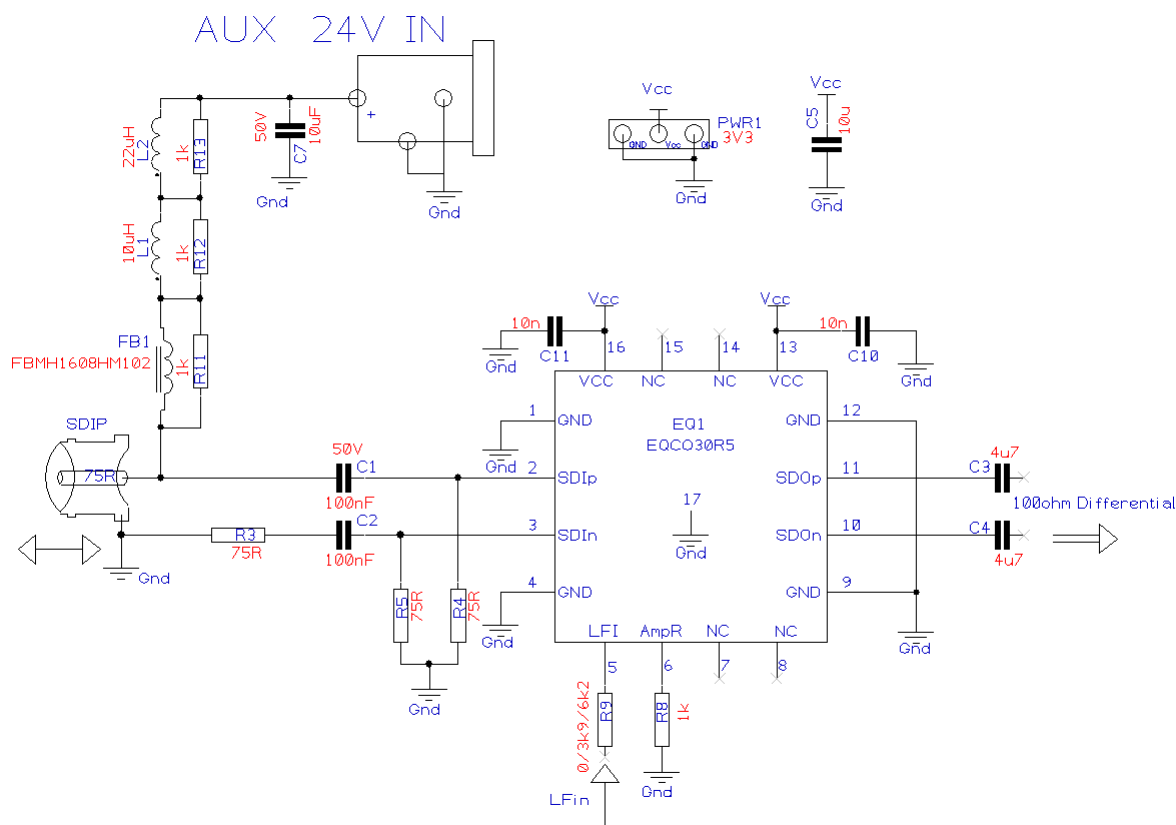 AUX 24V IN
+
50V
10uF
C7
Gnd
Gnd
22uH
L2
1k
R13
10uH
L1
1k
R12
FB1
FBMH1608HM102
1k
R11
Vcc
PWR1
3V3
GND
Vcc
GND
Gnd
Vcc
C5
10u
Gnd
SDIP
75R
Gnd
R3
75R
50V
C1
100nF
C2
100nF
R5
75R
R4
75R
Gnd
10n
C11
Gnd
Vcc
Vcc
10n
C10
Gnd
16
15
14
13
VCC
NC
NC
VCC
EQ1
EQCO30R5
1
GND
Gnd
2
SDIp
3
SDIn
4
GND
Gnd
17
Gnd
12
GND
11
SDOp
10
SDOn
9
GND
Gnd
LFI
AmpR
NC
NC
5
6
7
8
C3
4u7
100ohm Differential
C4
4u7
R9
0/3k9/6k2
R8
1k
Gnd
LFin